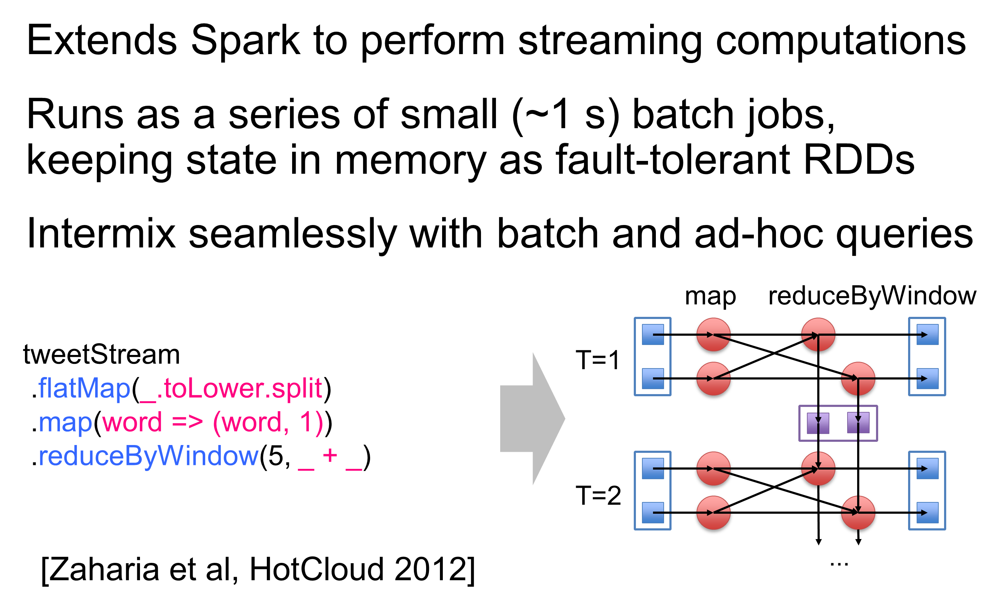 Extends Spark to perform streaming computations
Runs as a series of small (~1 s) batch jobs,
keeping state in memory as fault-tolerant RDDs
Intermix seamlessly with batch and ad-hoc queries
tweetStream
.flatMap(_.toLower.split)
.map(word => (word, 1))
.reduceByWindow(5, _ + _)
[Zaharia et al, HotCloud 2012]
map reduceByWindow
T=1
T=2
...